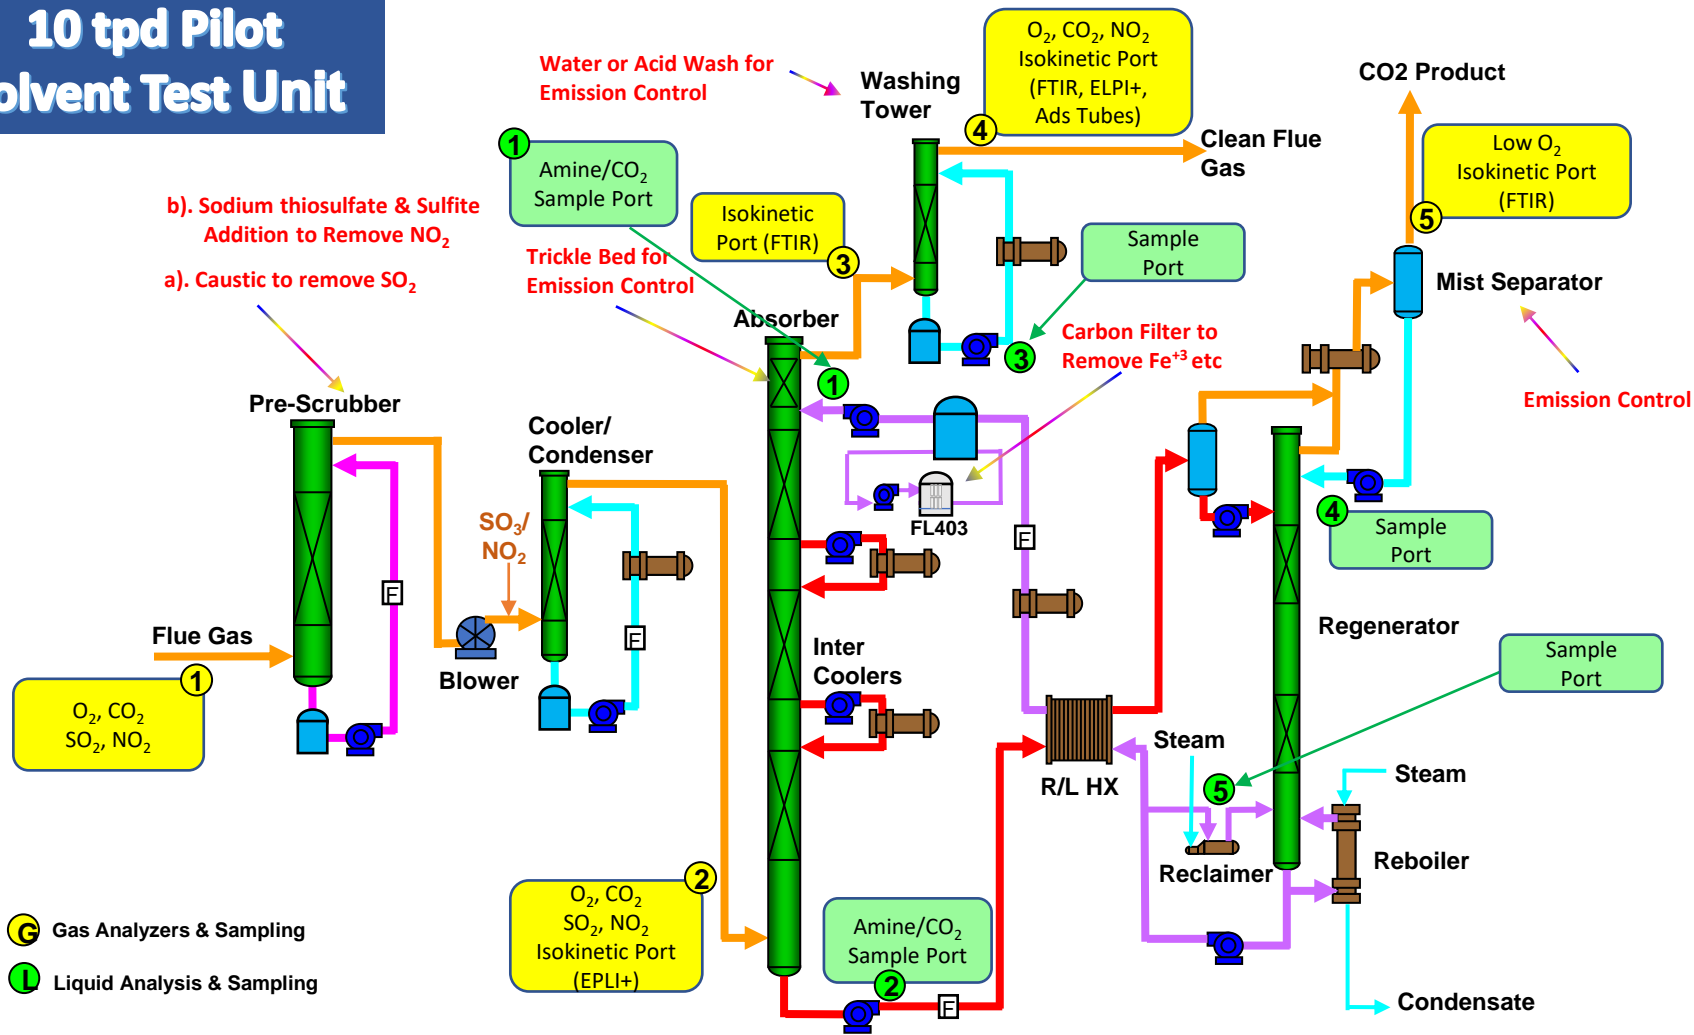 10 tpd Pilot
olvent Test Unit
Water or Acid Wash for
Emission Control
Washing
Tower
O₂, CO₂, NO₂
Isokinetic Port
(FTIR, ELPI+,
Ads Tubes)
4
Clean Flue
Gas
CO2 Product
Low O₂
Isokinetic Port
(FTIR)
5
1
Amine/CO₂
Sample Port
Isokinetic
Port (FTIR)
3
Sample
Port
b). Sodium thiosulfate & Sulfite
Addition to Remove NO₂
a). Caustic to remove SO₂
Trickle Bed for
Emission Control
Absorber
Mist Separator
Emission Control
3
Carbon Filter to
Remove Fe⁺³ etc
1
Pre-Scrubber
Cooler/
Condenser
SO₃/
NO₂
FL403
F
F
F
4
Sample
Port
Flue Gas
1
O₂, CO₂
SO₂, NO₂
Blower
Inter
Coolers
Regenerator
Sample
Port
R/L HX
Steam
5
Steam
Reclaimer
Reboiler
2
O₂, CO₂
SO₂, NO₂
Isokinetic Port
(EPLI+)
Amine/CO₂
Sample Port
2
F
Condensate
G Gas Analyzers & Sampling
L Liquid Analysis & Sampling